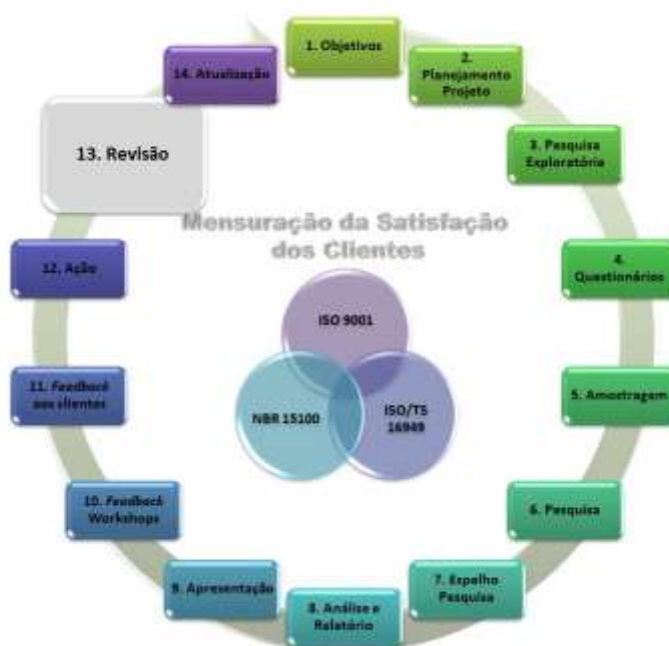 1. Objetivos
2.
Planejamento
Projeto
3. Pesquisa
Exploratória
4.
Questionários
5. Amostragem
6. Pesquisa
7. Espelho
Pesquisa
8. Análise e
Relatório
9. Apresentação
10. Feedback
Workshops
11. Feedback
aos clientes
12. Ação
13. Revisão
14. Atualização
Mensuração da Satisfação
dos Clientes
ISO 9001
NBR 15100
ISO/TS
16949